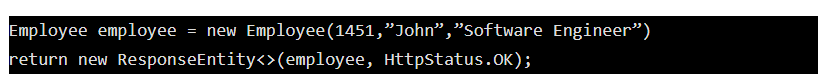 Employee employee = new Employee(1451,”John”,”Software Engineer”)
return new ResponseEntity<>(employee, HttpStatus.OK);